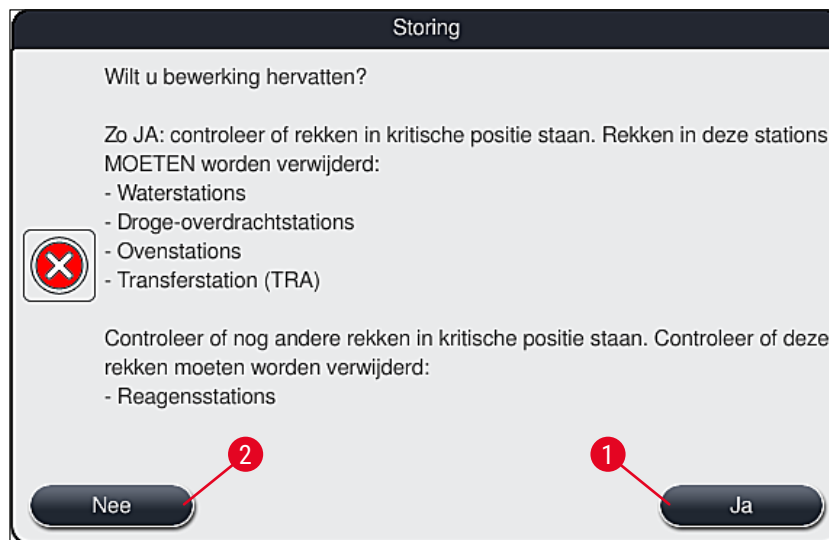 Storing
Wilt u bewerking hervatten?
Zo JA: controleer of rekken in kritische positie staan. Rekken in deze stations
MOETEN worden verwijderd:
- Waterstations
- Droge-overdrachtstations
- Ovenstations
- Transferstation (TRA)
Controleer of nog andere rekken in kritische positie staan. Controleer of deze
rekken moeten worden verwijderd:
- Reagensstations
2
1
Nee
Ja